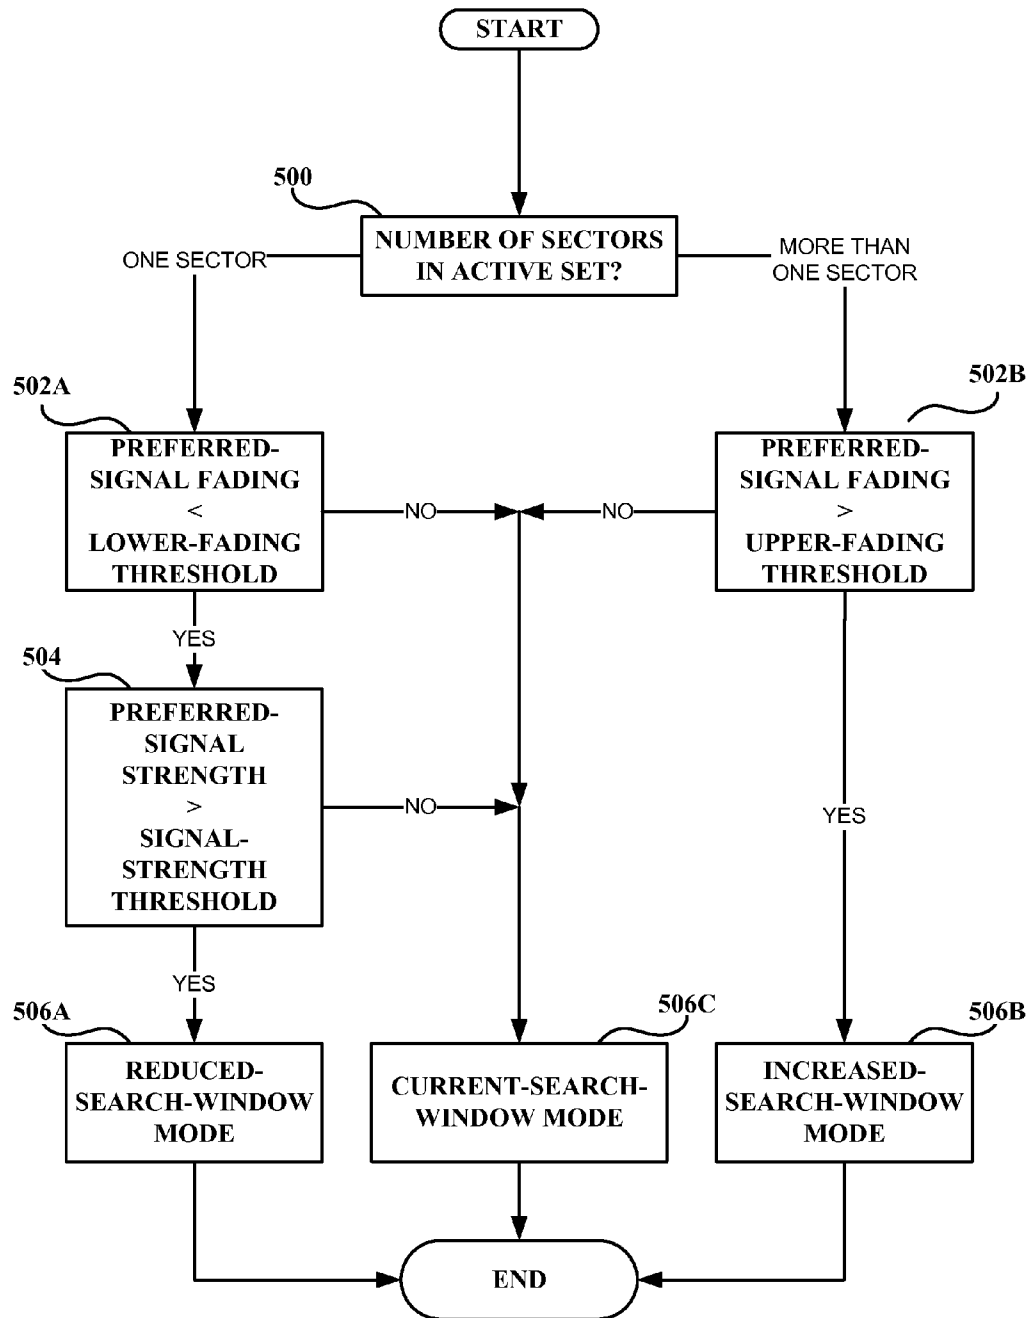 START
500
NUMBER OF SECTORS
IN ACTIVE SET?
ONE SECTOR
MORE THAN
ONE SECTOR
502A
PREFERRED-
SIGNAL FADING
<
LOWER-FADING
THRESHOLD
NO
NO
502B
PREFERRED-
SIGNAL FADING
>
UPPER-FADING
THRESHOLD
YES
504
PREFERRED-
SIGNAL
STRENGTH
>
SIGNAL-
STRENGTH
THRESHOLD
NO
YES
YES
506A
REDUCED-
SEARCH-WINDOW
MODE
506C
CURRENT-SEARCH-
WINDOW MODE
506B
INCREASED-
SEARCH-WINDOW
MODE
END